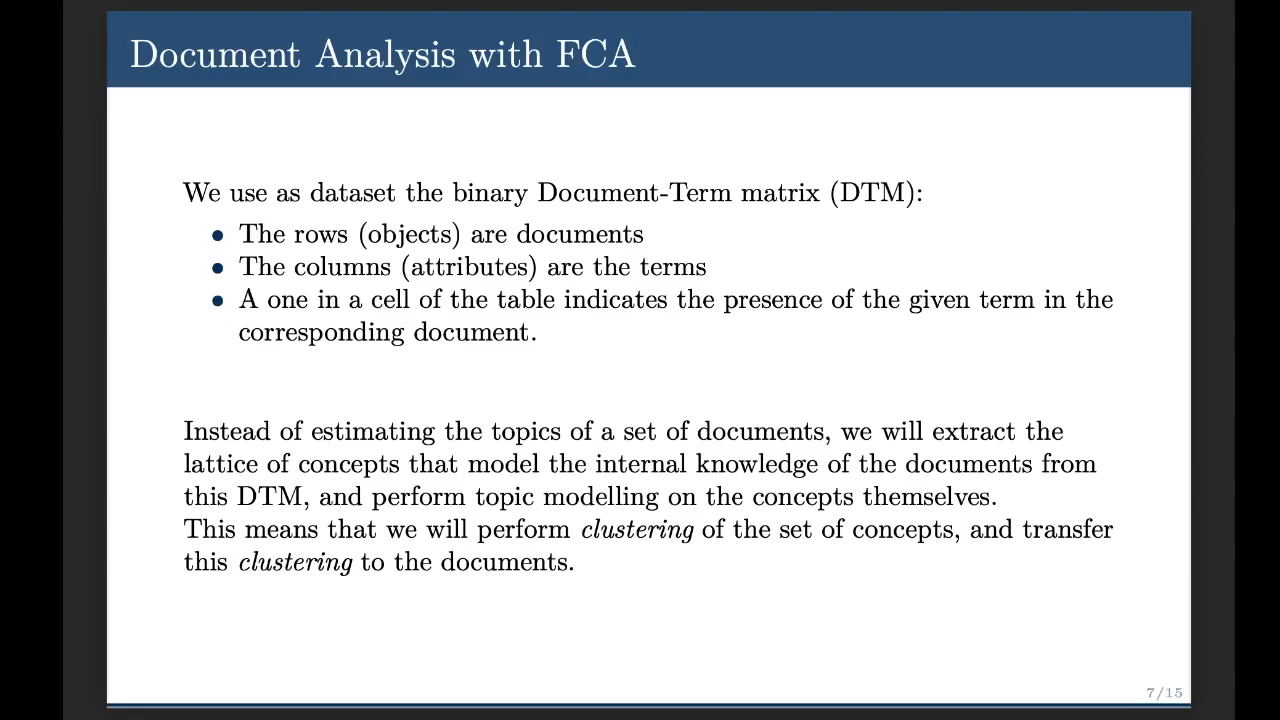 Document Analysis with FCA
We use as dataset the binary Document-Term matrix (DTM):
• The rows (objects) are documents
• The columns (attributes) are the terms
• A one in a cell of the table indicates the presence of the given term in the
corresponding document.
Instead of estimating the topics of a set of documents, we will extract the
lattice of concepts that model the internal knowledge of the documents from
this DTM, and perform topic modelling on the concepts themselves.
This means that we will perform clustering of the set of concepts, and transfer
this clustering to the documents.
7/15